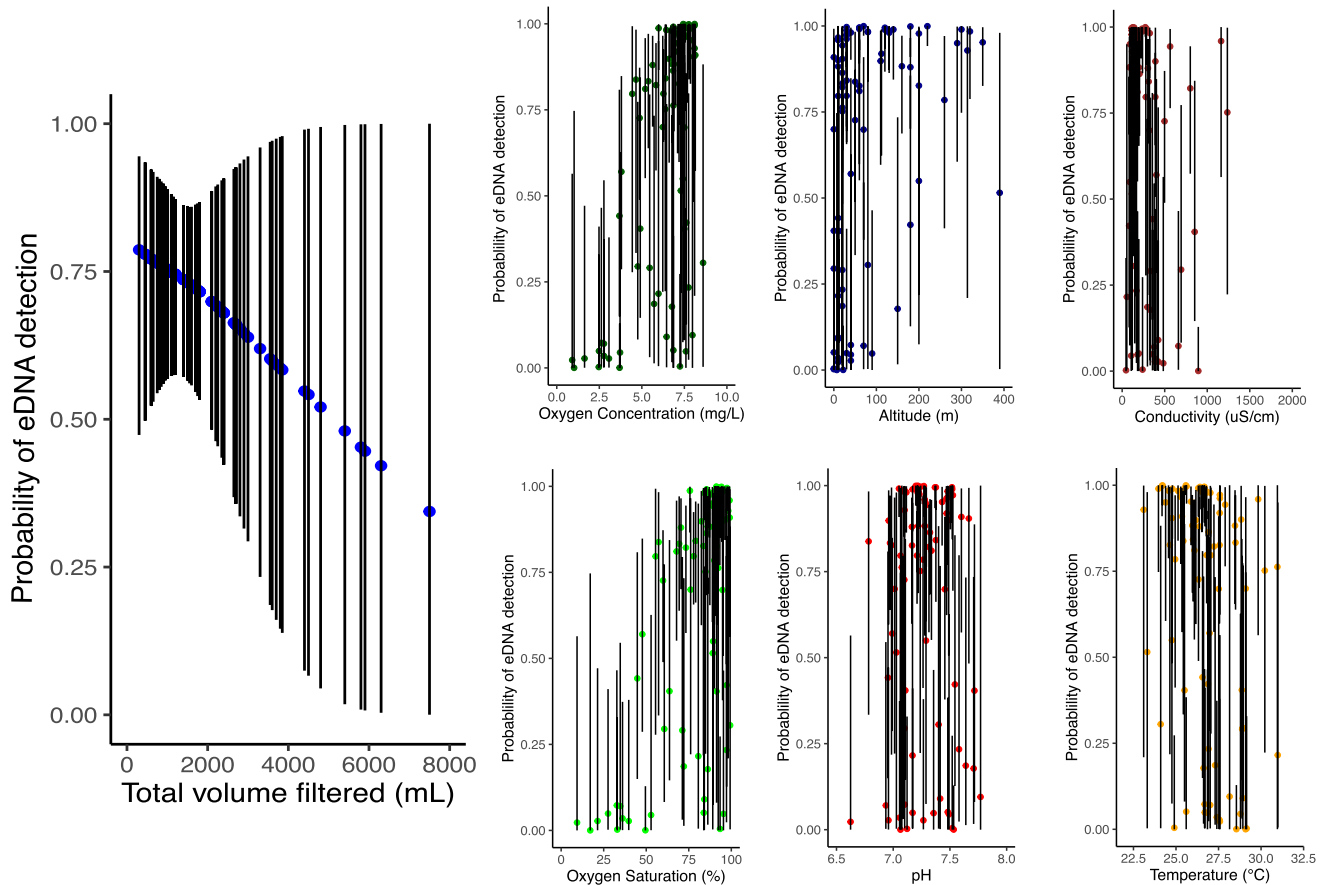 Probability of eDNA detection
1.00
0.75
0.50
0.25
0.00
0 2000 4000 6000 8000
Total volume filtered (mL)
Probablility of eDNA detection
1.00
0.75
0.50
0.25
0.00
0.0 2.5 5.0 7.5 10.0
Oxygen Concentration (mg/L)
Probablility of eDNA detection
1.00
0.75
0.50
0.25
0.00
0 100 200 300 400
Altitude (m)
Probablility of eDNA detection
1.00
0.75
0.50
0.25
0.00
0 500 1000 1500 2000
Conductivity (uS/cm)
Probablility of eDNA detection
1.00
0.75
0.50
0.25
0.00
0 25 50 75 100
Oxygen Saturation (%)
Probablility of eDNA detection
1.00
0.75
0.50
0.25
0.00
6.5 7.0 7.5 8.0
pH
Probablility of eDNA detection
1.00
0.75
0.50
0.25
0.00
22.5 25.0 27.5 30.0 32.5
Temperature (°C)